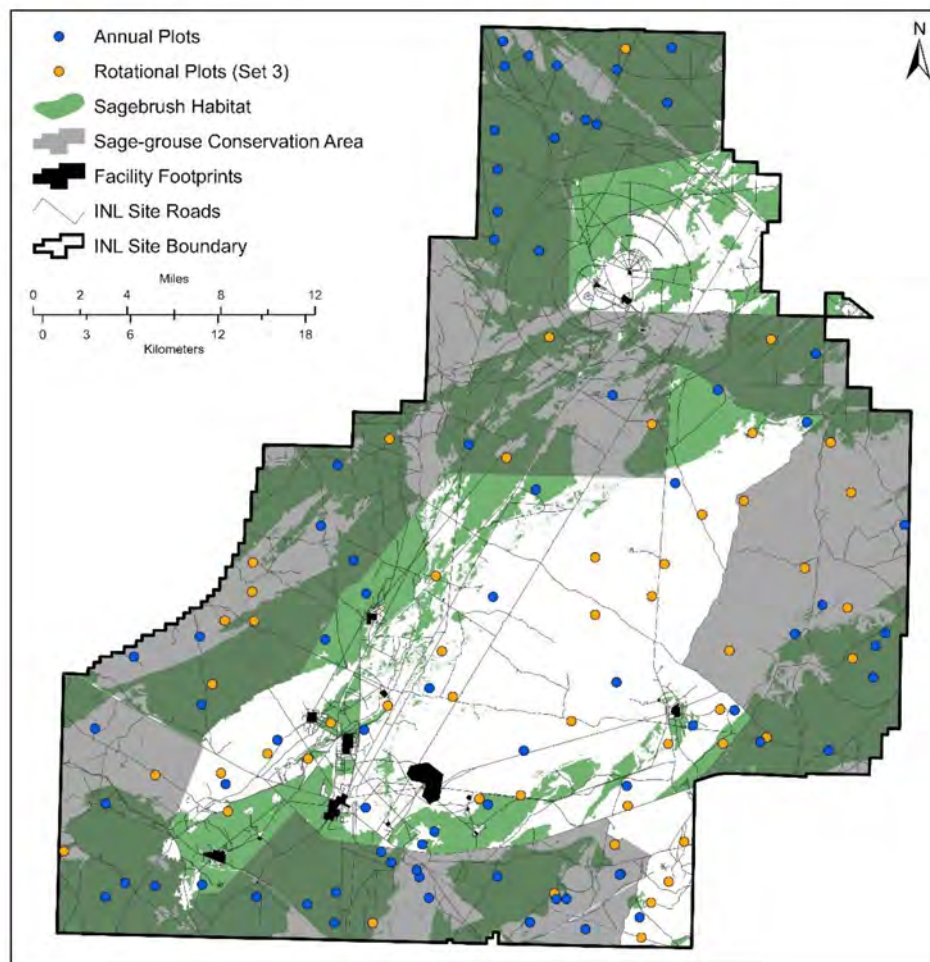 Annual Plots
Rotational Plots (Set 3)
Sagebrush Habitat
Sage-grouse Conservation Area
Facility Footprints
INL Site Roads
INL Site Boundary
Miles
0 2 4 8 12
0 3 6 12 18
Kilometers
N